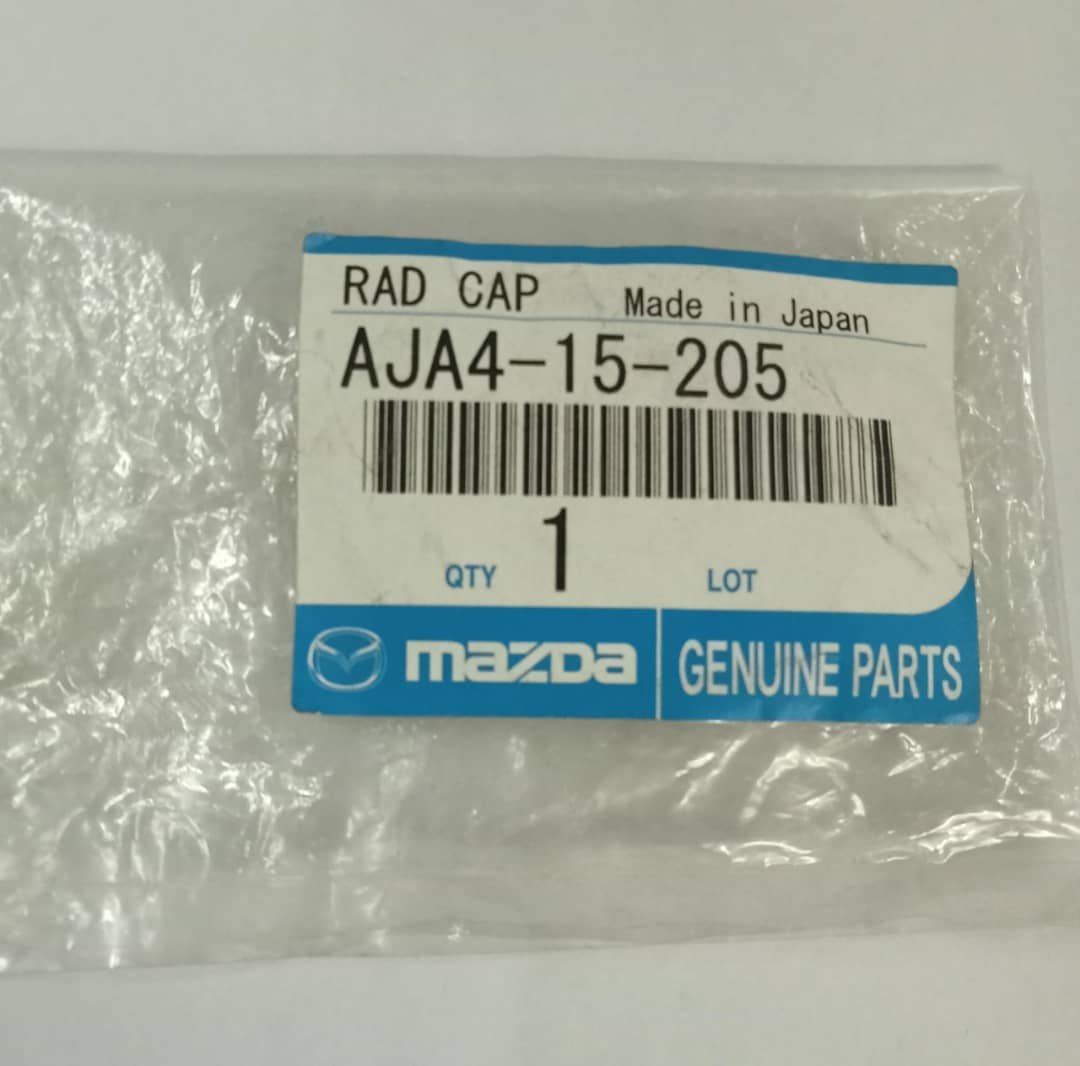 RAD CAP Made in Japan
AJA4-15-205
QTY 1 LOT
mazda GENUINE PARTS